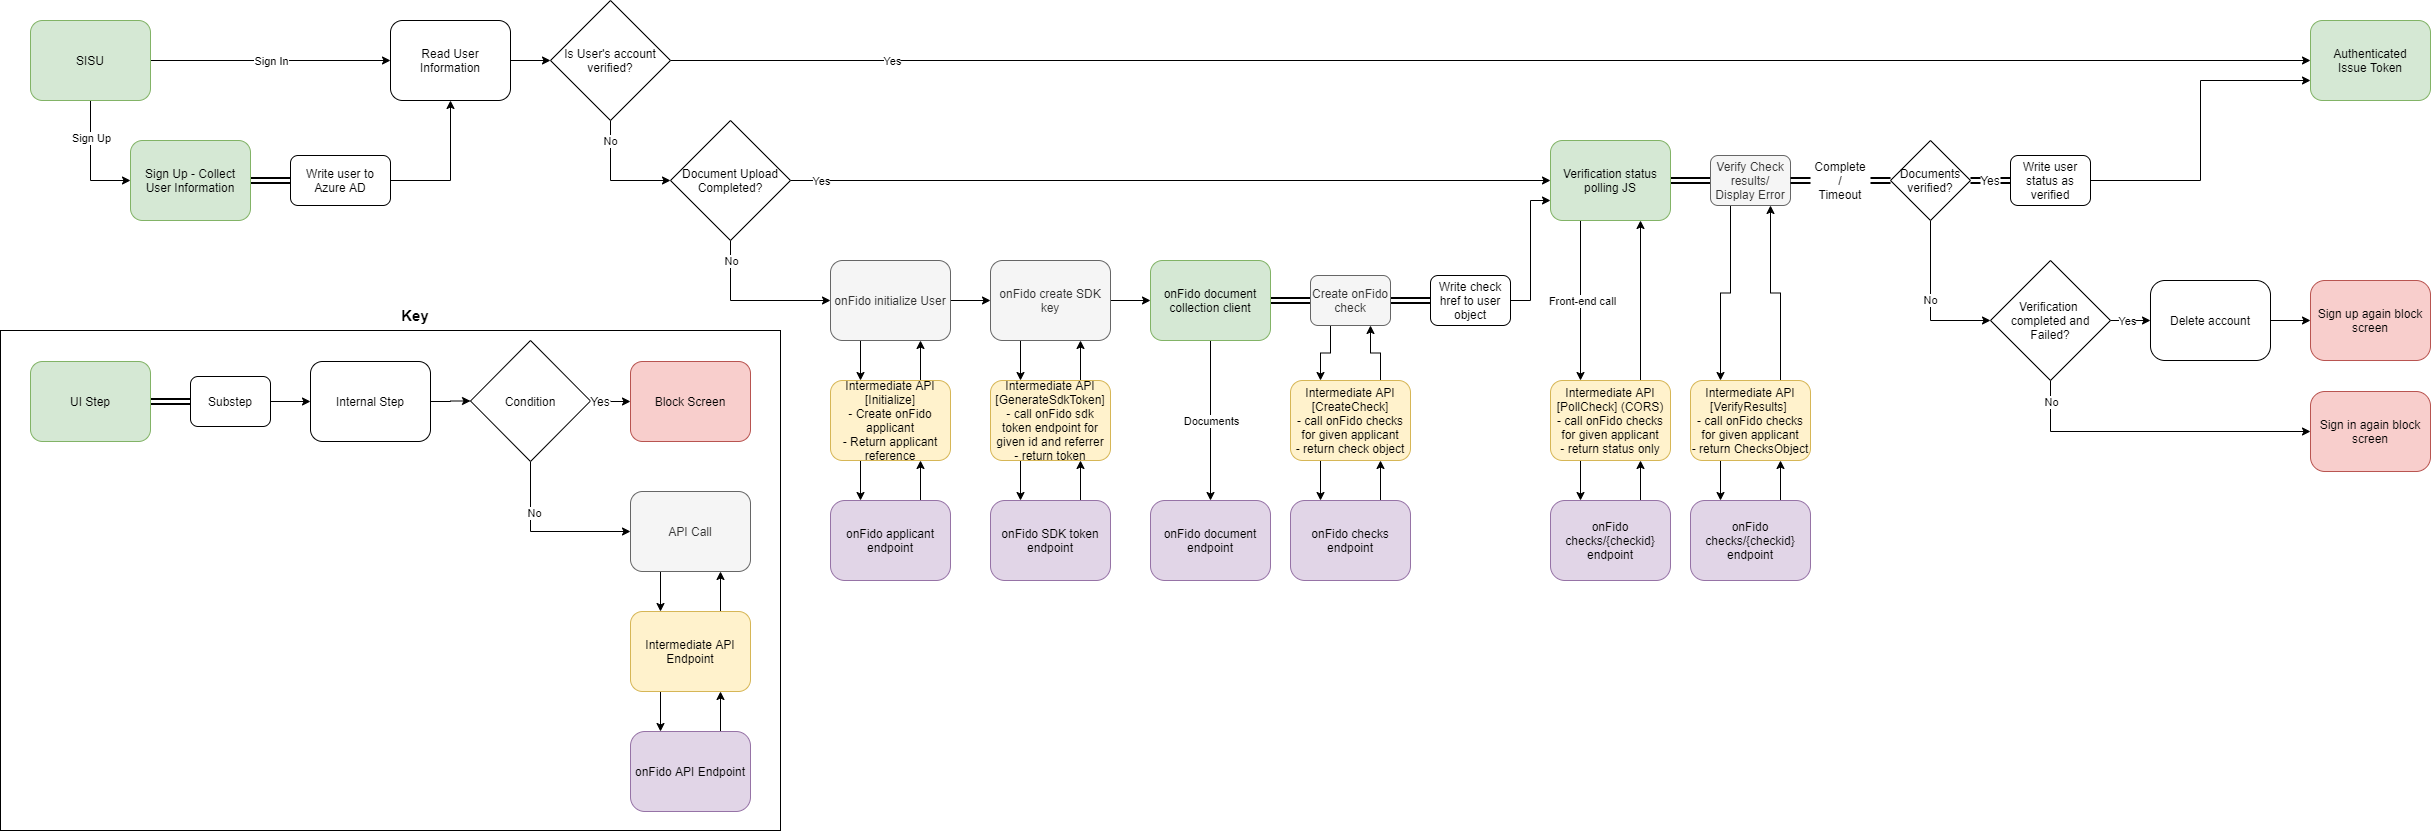 SISU
Sign In
Read User
Information
Is User's account
verified?
Yes
Authenticated
Issue Token
Sign Up
No
Sign Up - Collect
User Information
Write user to
Azure AD
Document Upload
Completed?
Yes
Verification status
polling JS
Verify Check
results/
Display Error
Complete
/
Timeout
Documents
verified?
Yes
Write user
status as
verified
No
onFido initialize User
onFido create SDK
key
onFido document
collection client
Create onFido
check
Write check
href to user
object
Front-end call
No
Verification
completed and
Failed?
Yes
Delete account
Sign up again block
screen
No
Sign in again block
screen
Intermediate API
[Initialize]
- Create onFido
applicant
- Return applicant
reference
Intermediate API
[GenerateSdkToken]
- call onFido sdk
token endpoint for
given id and referrer
- return token
Documents
Intermediate API
[CreateCheck]
- call onFido checks
for given applicant
- return check object
Intermediate API
[PollCheck] (CORS)
- call onFido checks
for given applicant
- return status only
Intermediate API
[VerifyResults]
- call onFido checks
for given applicant
- return ChecksObject
onFido applicant
endpoint
onFido SDK token
endpoint
onFido document
endpoint
onFido checks
endpoint
onFido
checks/{checkid}
endpoint
onFido
checks/{checkid}
endpoint
Key
UI Step
Substep
Internal Step
Condition
Yes
Block Screen
No
API Call
Intermediate API
Endpoint
onFido API Endpoint